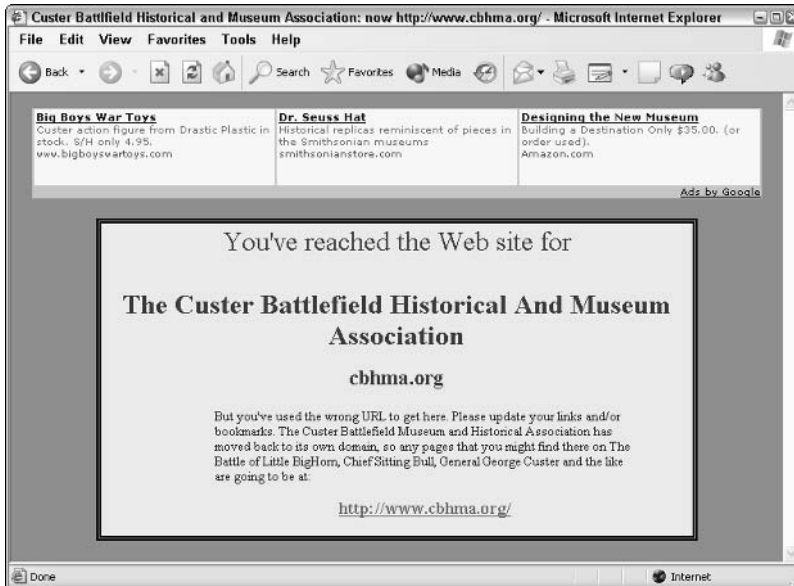 Custer Battlfield Historical and Museum Association: now http://www.cbhma.org/ - Microsoft Internet Explorer
File Edit View Favorites Tools Help
Back Search Favorites Media
Big Boys War Toys
Custer action figure from Drastic Plastic in
stock. S/H only 4.95.
www.bigboyswartoys.com
Dr. Seuss Hat
Historical replicas reminiscent of pieces in
the Smithsonian museums
smithsonianstore.com
Designing the New Museum
Building a Destination Only $35.00. (or
order used).
Amazon.com
Ads by Google
You've reached the Web site for
The Custer Battlefield Historical And Museum
Association
cbhma.org
But you've used the wrong URL to get here. Please update your links and/or
bookmarks. The Custer Battlefield Museum and Historical Association has
moved back to its own domain, so any pages that you might find there on The
Battle of Little BigHorn, Chief Sitting Bull, General George Custer and the like
are going to be at:
http://www.cbhma.org/
Done
Internet